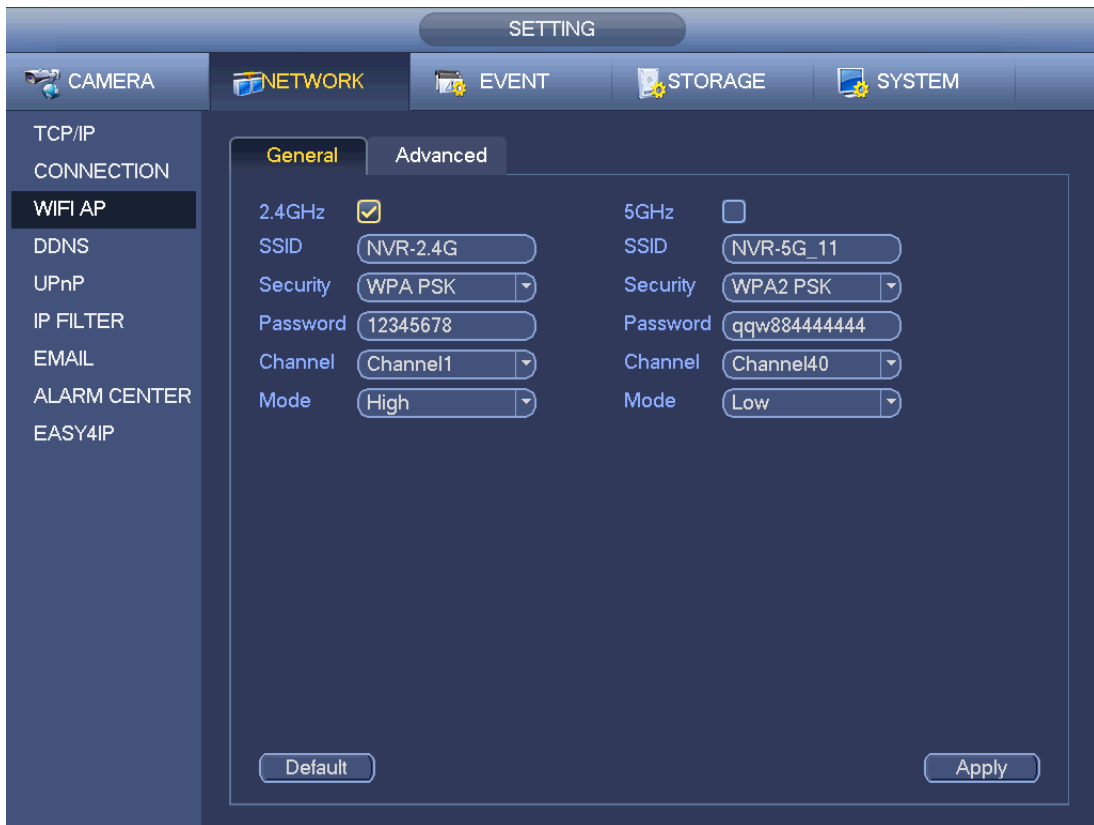 SETTING
CAMERA NETWORK EVENT STORAGE SYSTEM
TCP/IP
CONNECTION
WIFI AP
DDNS
UPnP
IP FILTER
EMAIL
ALARM CENTER
EASY4IP
General Advanced
2.4GHz
SSID NVR-2.4G
Security WPA PSK
Password 12345678
Channel Channel1
Mode High
5GHz
SSID NVR-5G_11
Security WPA2 PSK
Password qqw884444444
Channel Channel40
Mode Low
Default Apply